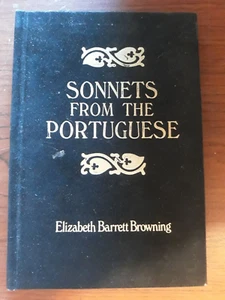 SONNETS
FROM THE
PORTUGUESE
Elizabeth Barrett Browning